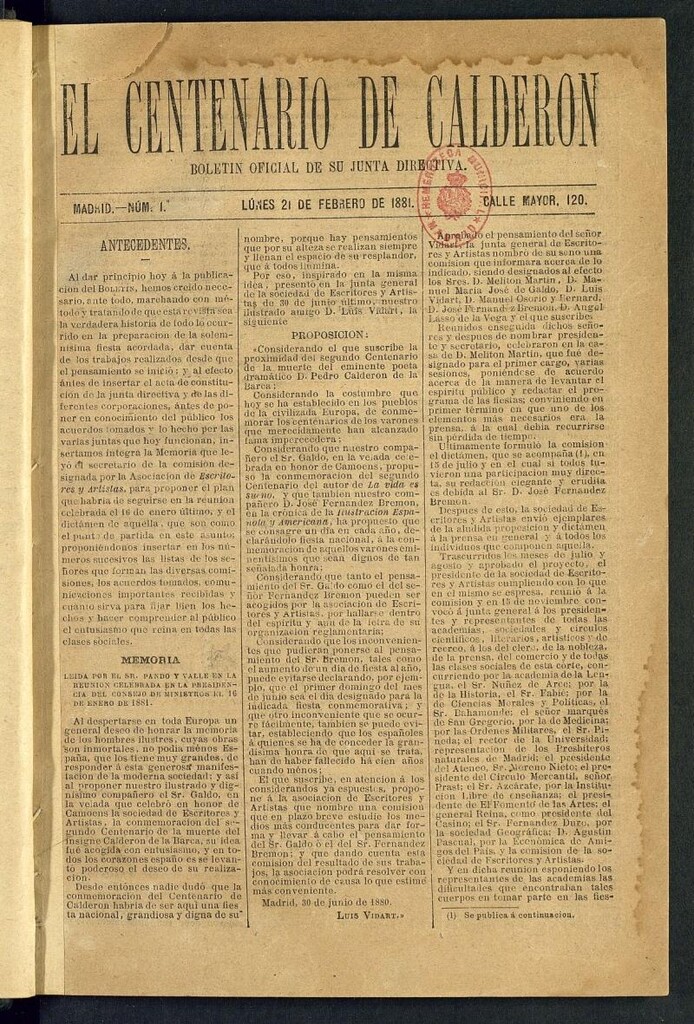 EL CENTENARIO DE CALDERON
BOLETIN OFICIAL DE SU JUNTA DIRECTIVA.
MADRID.—NÚM. 1.° LÚNES 21 DE FEBRERO DE 1881. CALLE MAYOR, 120.
HEMEROTECA MUNICIPAL
ANTECEDENTES.
Al dar principio hoy á la publica-
cion del BOLETIN, hemos creido nece-
sario, ante todo, marchando con mé-
todo y tratando de que esta revista sea
la verdadera historia de todo lo ocur-
rido en la preparacion de la solem-
nísima fiesta acordada, dar cuenta
de los trabajos realizados desde que
el pensamiento se inició; y al efecto
ántes de insertar el acta de constitu-
cion de la junta directiva y de las di-
ferentes corporaciones, ántes de po-
ner en conocimiento del público los
acuerdos tomados y lo hecho por las
varias juntas que hoy funcionan, in-
sertamos íntegra la Memoria que le-
yó el secretario de la comision de-
signada por la Asociacion de Escrito-
res y Artistas, para proponer el plan
que habria de seguirse en la reunion
celebrada el 16 de enero último, y el
dictámen de aquella, que son como
el punto de partida en este asunto;
proponiéndonos insertar en los nú-
meros sucesivos las listas de los se-
ñores que forman las diversas comi-
siones, los acuerdos tomados, comu-
nicaciones importantes recibidas y
cuanto sirva para fijar bien los he-
chos y hacer comprender al público
el entusiasmo que reina en todas las
clases sociales.
MEMORIA
LEIDA POR EL SR. PANDO Y VALLE EN LA
REUNION CELEBRADA EN LA PRESIDEN-
CIA DEL CONSEJO DE MINISTROS EL 16
DE ENERO DE 1881.
Al despertarse en toda Europa un
general deseo de honrar la memoria
de los hombres ilustres, cuyas obras
son inmortales, no podia ménos Es-
paña, que los tiene muy grandes, de
responder á esta generosa manifes-
tacion de la moderna sociedad; y así
al proponer nuestro ilustrado y dig-
nísimo compañero el Sr. Galdo, en
la velada que celebró en honor de
Camoens la sociedad de Escritores y
Artistas, la conmemoracion del se-
gundo Centenario de la muerte del
insigne Calderon de la Barca, su idea
fué acogida con entusiasmo, y en to-
dos los corazones españoles se levan-
tó poderoso el deseo de su realiza-
cion.
Desde entónces nadie dudó que la
conmemoracion del Centenario de
Calderon habria de ser aquí una fies-
ta nacional, grandiosa y digna de su
nombre, porque hay pensamientos
que por su alteza se realizan siempre
y llenan el espacio de su resplandor,
que á todos ilumina.
Por eso, inspirado en la misma
idea, presentó en la junta general
de la sociedad de Escritores y Artis-
tas de 30 de junio último, nuestro
ilustrado amigo D. Luis Vidart, la
siguiente
PROPOSICION:
«Considerando el que suscribe la
proximidad del segundo Centenario
de la muerte del eminente poeta
dramático D. Pedro Calderon de la
Barca;
Considerando la costumbre que
hoy se ha establecido en los pueblos
de la civilizada Europa, de conme-
morar los centenarios de los varones
que merecidamente han alcanzado
fama imperecedera;
Considerando que nuestro compa-
ñero el Sr. Galdo, en la velada cele-
brada en honor de Camoens, propu-
so la conmemoracion del segundo
Centenario del autor de La vida es
sueño, y que tambien nuestro com-
pañero D. José Fernandez Bremon,
en la crónica de la Ilustracion Espa-
ñola y Americana, ha propuesto que
se consagre un dia en cada año, de-
clarándolo fiesta nacional, á la con-
memoracion de aquellos varones emi-
nentísimos que sean dignos de tan
señalada honra;
Considerando que tanto el pensa-
miento del Sr. Galdo como el del se-
ñor Fernandez Bremon pueden ser
acogidos por la asociacion de Escri-
tores y Artistas, por hallarse dentro
del espíritu y aun de la letra de su
organizacion reglamentaria;
Considerando que los inconvenien-
tes que pudieran ponerse al pensa-
miento del Sr. Bremon, tales como
el aumento de un dia de fiesta al año,
puede evitarse declarando, por ejem-
plo, que el primer domingo del mes
de junio sea el dia designado para la
indicada fiesta conmemorativa; y
que otro inconveniente que se ocur-
re fácilmente, tambien se puede evi-
tar, estableciendo que los españoles
á quienes se ha de conceder la gran-
dísima honra de que aquí se trata,
han de haber fallecido há cien años
cuando ménos;
El que suscribe, en atencion á los
considerandos ya expuestos, propo-
ne á la asociacion de Escritores y
Artistas que nombre una comision
que en plazo breve estudie los me-
dios más conducentes para dar for-
ma y llevar á cabo el pensamiento
del Sr. Galdo ó el del Sr. Fernandez
Bremon; y que dando cuenta esta
comision del resultado de sus traba-
jos, la asociacion podrá resolver con
conocimiento de causa lo que estime
más conveniente.
Madrid, 30 de junio de 1880.
LUIS VIDART.»
Aprobado el pensamiento del señor
Vidart, la junta general de Escrito-
res y Artistas nombró de su seno una
comision que informara acerca de lo
indicado, siendo designados al efecto
los Sres. D. Meliton Martin, D. Ma-
nuel María José de Galdo, D. Luis
Vidart, D. Manuel Osorio y Bernard,
D. José Fernandez Bremon, D. Angel
Lasso de la Vega y el que suscribe.
Reunidos enseguida dichos seño-
res y despues de nombrar presiden-
te y secretario, celebraron en la ca-
sa de D. Meliton Martin, que fué de-
signado para el primer cargo, varias
sesiones, poniéndose de acuerdo
acerca de la manera de levantar el
espíritu público y redactar el pro-
grama de las fiestas; conviniendo en
primer término en que uno de los
elementos más necesarios era la
prensa, á la cual debia recurrirse
sin pérdida de tiempo.
Ultimamente formuló la comision
el dictámen, que se acompaña (1), en
15 de julio y en el cual si todos tu-
vieron una participacion muy direc-
ta, su redaccion elegante y erudita
es debida al Sr. D. José Fernandez
Bremon.
Despues de esto, la sociedad de Es-
critores y Artistas envió ejemplares
de la aludida proposicion y dictámen
á la prensa en general y á todos los
individuos que componen aquella.
Trascurridos los meses de julio y
agosto y aprobado el proyecto, el
presidente de la sociedad de Escrito-
res y Artistas cumpliendo con lo que
en el mismo se expresa, reunió á la
comision y en 15 de noviembre con-
vocó á junta general á los presiden-
tes y representantes de todas las
academias, sociedades y círculos
científicos, literarios, artísticos y de
recreo, á los del clero, de la nobleza,
de la prensa, del comercio y de todas
las clases sociales de esta corte, con-
curriendo por la academia de la Len-
gua, el Sr. Nuñez de Arce; por la
de la Historia, el Sr. Fabié; por la
de Ciencias Morales y Políticas, el
Sr. Bahamonde; el señor marqués
de San Gregorio, por la de Medicina;
por las Ordenes Militares, el Sr. Pi-
neda; el rector de la Universidad;
representacion de los Presbíteros
naturales de Madrid; el presidente
del Ateneo, Sr. Moreno Nieto; el pre-
sidente del Círculo Mercantil, señor
Prast; el Sr. Azcárate, por la Institu-
cion Libre de enseñanza; el presi-
dente de El Fomento de las Artes; el
general Reina, como presidente del
Casino; el Sr. Fernandez Duro, por
la sociedad Geográfica; D. Agustin
Pascual, por la Económica de Ami-
gos del País, y la comision de la so-
ciedad de Escritores y Artistas.
Y en dicha reunion esponiendo los
representantes de las academias las
dificultades que encontraban tales
cuerpos en tomar parte en las fies-
(1) Se publica á continuacion.